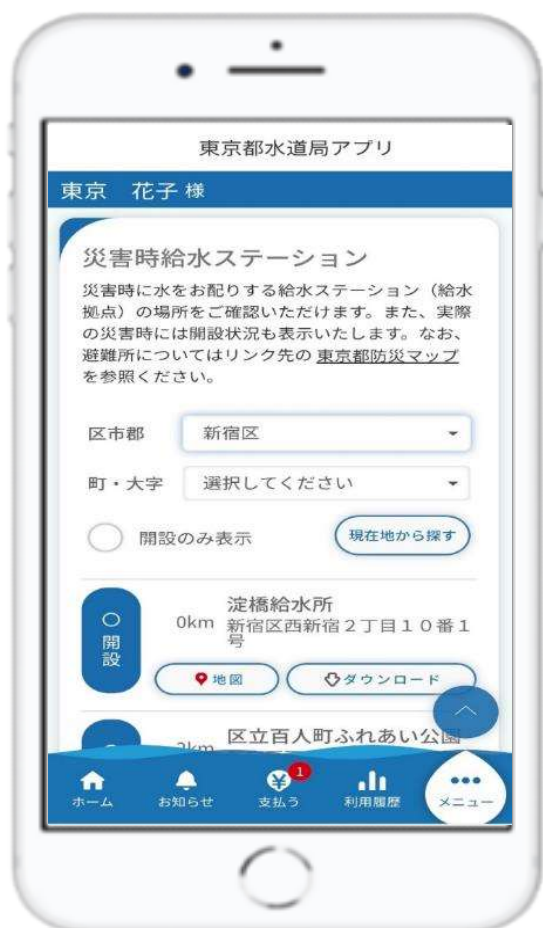 東京都水道局アプリ
東京 花子 様
災害時給水ステーション
災害時に水をお配りする給水ステーション（給水
拠点）の場所をご確認いただけます。また、実際
の災害時には開設状況も表示いたします。なお、
避難所についてはリンク先の 東京都防災マップ
を参照ください。
区市郡 新宿区
町・大字 選択してください
開設のみ表示 現在地から探す
〇開設
0km
淀橋給水所
新宿区西新宿２丁目１０番１
号
地図 ダウンロード
区立百人町ふれあい公園
1
ホーム お知らせ 支払う 利用履歴 メニュー